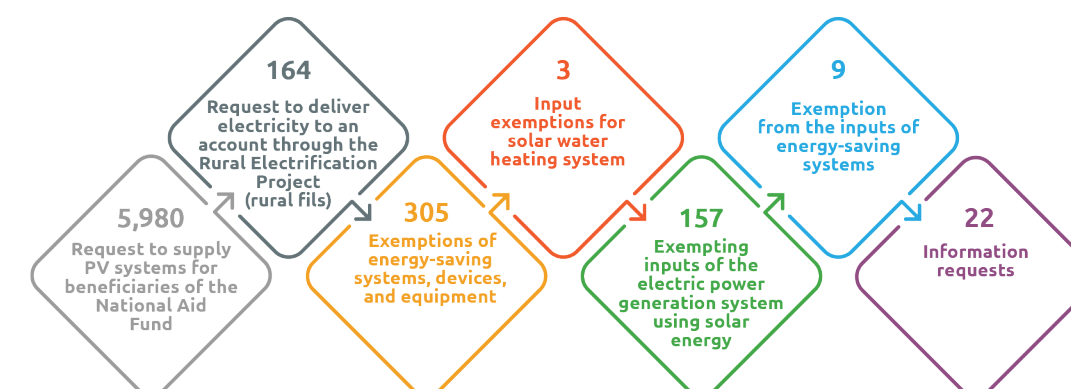 5,980
Request to supply
PV systems for
beneficiaries of the
National Aid
Fund
164
Request to deliver
electricity to an
account through the
Rural Electrification
Project
(rural fils)
305
Exemptions of
energy-saving
systems, devices,
and equipment
3
Input
exemptions for
solar water
heating system
157
Exempting
inputs of the
electric power
generation system
using solar
energy
9
Exemption
from the inputs of
energy-saving
systems
22
Information
requests